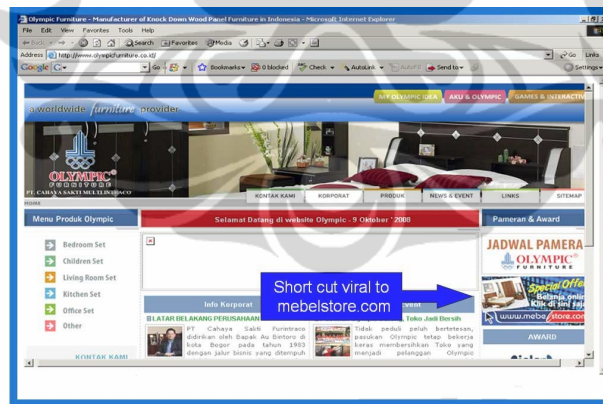 Olympic Furniture - Manufacturer of Knock Down Wood Panel Furniture in Indonesia - Microsoft Internet Explorer
File Edit View Favorites Tools Help
Back Search Favorites Media
Address http://www.olympicfurniture.co.id/ Go Links
Google G Go Bookmarks 0 blocked Check AutoLink AutoFill Send to Settings
MY OLYMPIC IDEA AKU & OLYMPIC GAMES & INTERACTIV
a worldwide furniture provider
OLYMPIC®
FURNITURE
PT. CAHAYA SAKTI MULTI INTRACO
KONTAK KAMI KORPORAT PRODUK NEWS & EVENT LINKS SITEMAP
HOME
Menu Produk Olympic
Selamat Datang di website Olympic - 9 Oktober ' 2008
Pameran & Award
Bedroom Set
Children Set
Living Room Set
Kitchen Set
Office Set
Other
KONTAK KAMI
JADWAL PAMERA
OLYMPIC®
FURNITURE
Special Offe
Belanja onlin
Klik di sini saj
www.mebelstore.com
AWARD
Short cut viral to
mebelstore.com
Info Korporat
vent
LATAR BELAKANG PERUSAHAAN
PT Cahaya Sakti Furintraco
didirikan oleh Bapak Au Bintoro di
kota Bogor pada tahun 1983
dengan jalur bisnis yang ditempuh
, Toko Jadi Bersih
Tidak peduli peluh bertetesan,
pasukan Olympic tetap bekerja
keras membersihkan Toko yang
menjadi pelanggan Olympic